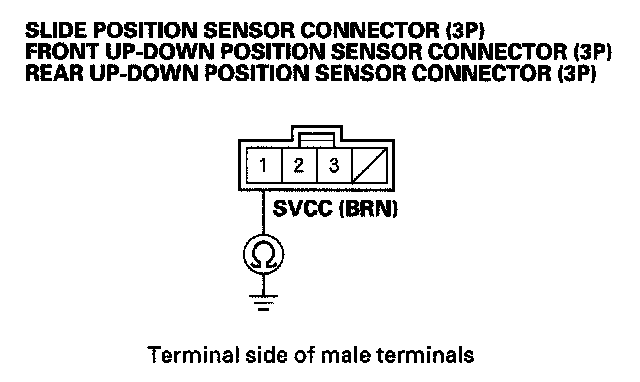 SLIDE POSITION SENSOR CONNECTOR (3P)
FRONT UP-DOWN POSITION SENSOR CONNECTOR (3P)
REAR UP-DOWN POSITION SENSOR CONNECTOR (3P)
1 2 3
SVCC (BRN)
Ω
Terminal side of male terminals